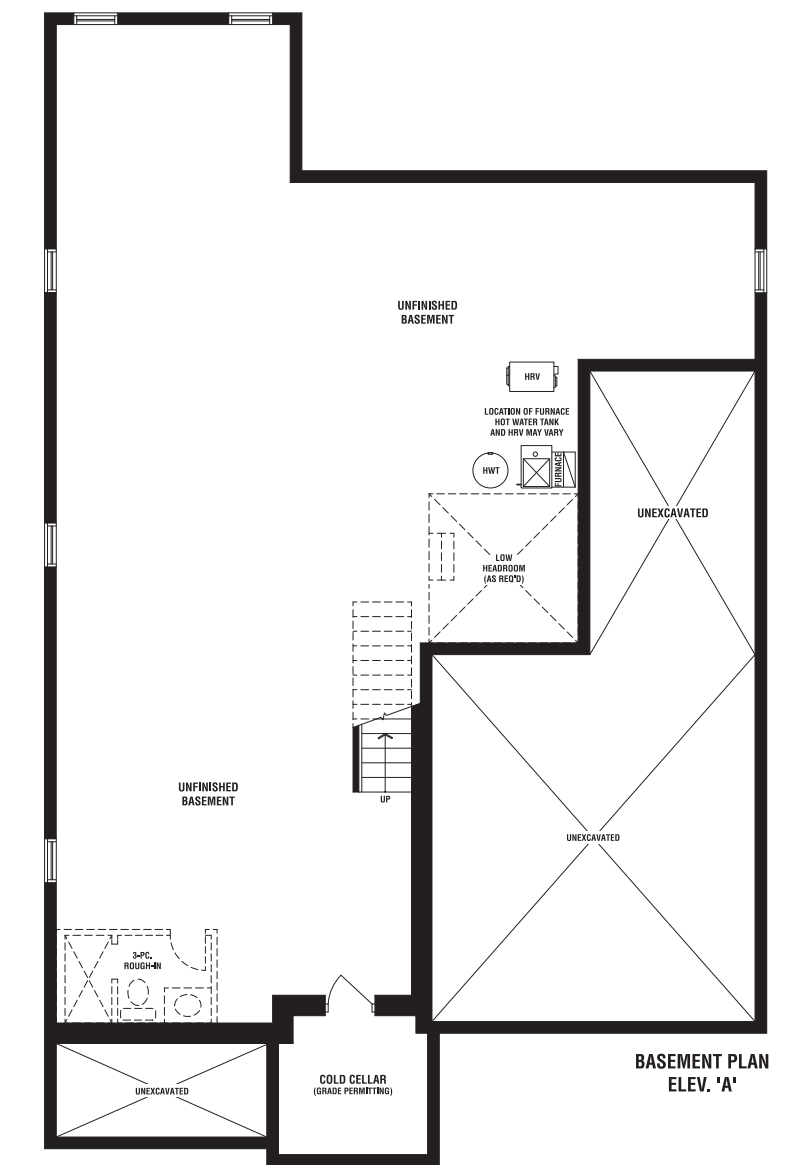 UNFINISHED
BASEMENT
HRV
LOCATION OF FURNACE
HOT WATER TANK
AND HRV MAY VARY
HWT
FURNACE
UNEXCAVATED
LOW
HEADROOM
(AS REQ'D)
UNFINISHED
BASEMENT
UP
UNEXCAVATED
3-PC.
ROUGH-IN
COLD CELLAR
(GRADE PERMITTING)
UNEXCAVATED
BASEMENT PLAN
ELEV. 'A'